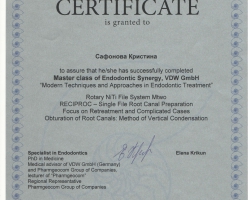 CERTIFICATE
is granted to
Сафонова Кристина
to assure that he/she has successfully completed
Master class of Endodontic Synergy, VDW GmbH
"Modern Techniques and Approaches in Endodontic Treatment"
Rotary NiTi File System Mtwo
RECIPROC – Single File Root Canal Preparation
Focus on Retreatment and Complicated Cases
Obturation of Root Canals: Method of Vertical Condensation
Specialist in Endodontics
PhD in Medicine
Medical advisor of VDW GmbH (Germany)
and Pharmgeocom Group of Companies
lecturer of "Pharmgeocom"
Regional Representative
Pharmgeocom Group of Companies
Elena Krikun